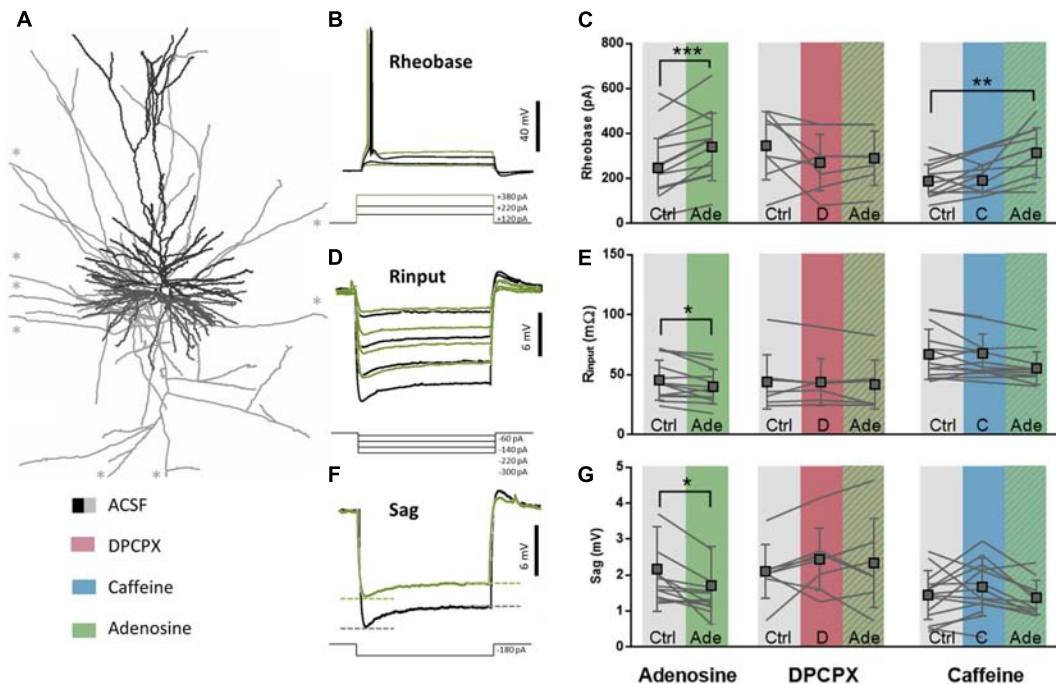 A
ACSF
DPCPX
Caffeine
Adenosine
B
Rheobase
40 mV
+380 pA
+220 pA
+120 pA
D
Rinput
6 mV
-60 pA
-140 pA
-220 pA
-300 pA
F
Sag
6 mV
-180 pA
C
Rheobase (pA)
800
600
400
200
0
***
**
Ctrl Ade Ctrl D Ade Ctrl C Ade
E
Rinput (mΩ)
150
100
50
0
*
Ctrl Ade Ctrl D Ade Ctrl C Ade
G
Sag (mV)
5
4
3
2
1
0
*
Ctrl Ade Ctrl D Ade Ctrl C Ade
Adenosine DPCPX Caffeine